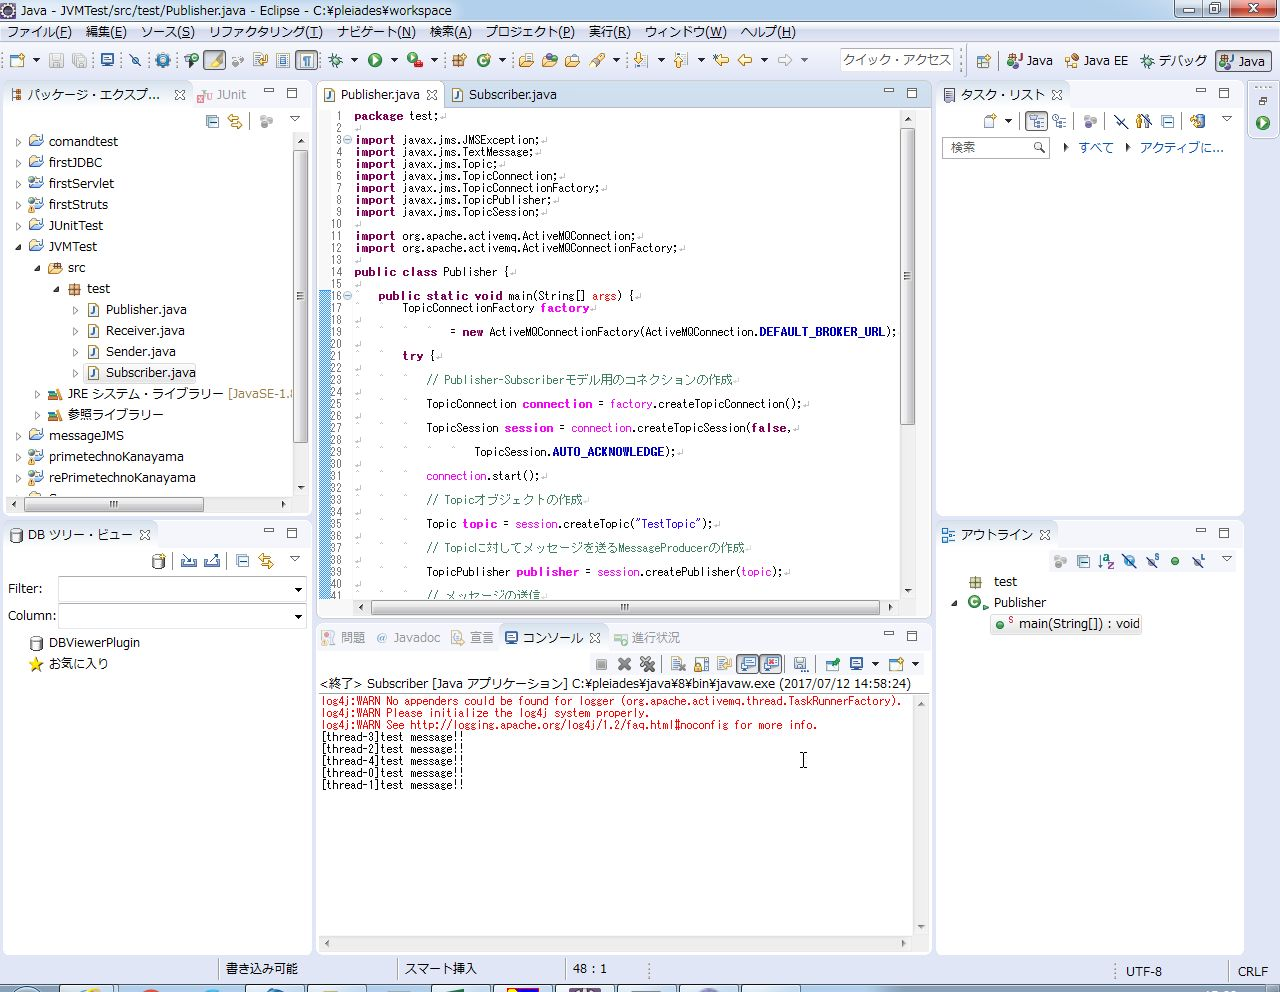 Java - JVMTest/src/test/Publisher.java - Eclipse - C:¥pleiades¥workspace
ファイル(F) 編集(E) ソース(S) リファクタリング(T) ナビゲート(N) 検索(A) プロジェクト(P) 実行(R) ウィンドウ(W) ヘルプ(H)
クイック・アクセス Java Java EE デバッグ Java
パッケージ・エクスプ... JUnit
comandtest
firstJDBC
firstServlet
firstStruts
JUnitTest
JVMTest
src
test
Publisher.java
Receiver.java
Sender.java
Subscriber.java
JRE システム・ライブラリー [JavaSE-1.8
参照ライブラリー
messageJMS
primetechnoKanayama
rePrimetechnoKanayama
DB ツリー・ビュー
Filter:
Column:
DBViewerPlugin
お気に入り
Publisher.java Subscriber.java
1 package test;
2
3 import javax.jms.JMSException;
4 import javax.jms.TextMessage;
5 import javax.jms.Topic;
6 import javax.jms.TopicConnection;
7 import javax.jms.TopicConnectionFactory;
8 import javax.jms.TopicPublisher;
9 import javax.jms.TopicSession;
10
11 import org.apache.activemq.ActiveMQConnection;
12 import org.apache.activemq.ActiveMQConnectionFactory;
13
14 public class Publisher {
15
16 public static void main(String[] args) {
17 TopicConnectionFactory factory
18
19 = new ActiveMQConnectionFactory(ActiveMQConnection.DEFAULT_BROKER_URL);
20
21 try {
22
23 // Publisher-Subscriberモデル用のコネクションの作成
24
25 TopicConnection connection = factory.createTopicConnection();
26
27 TopicSession session = connection.createTopicSession(false,
28
29 TopicSession.AUTO_ACKNOWLEDGE);
30
31 connection.start();
32
33 // Topicオブジェクトの作成
34
35 Topic topic = session.createTopic("TestTopic");
36
37 // Topicに対してメッセージを送るMessageProducerの作成
38
39 TopicPublisher publisher = session.createPublisher(topic);
40
41 // メッセージの送信
問題 @ Javadoc 宣言 コンソール 進行状況
<終了> Subscriber [Java アプリケーション] C:¥pleiades¥java¥8¥bin¥javaw.exe (2017/07/12 14:58:24)
log4j:WARN No appenders could be found for logger (org.apache.activemq.thread.TaskRunnerFactory).
log4j:WARN Please initialize the log4j system properly.
log4j:WARN See http://logging.apache.org/log4j/1.2/faq.html#noconfig for more info.
[thread-3]test message!!
[thread-2]test message!!
[thread-4]test message!!
[thread-0]test message!!
[thread-1]test message!!
タスク・リスト
検索 すべて アクティブに...
アウトライン
test
Publisher
main(String[]) : void
書き込み可能 スマート挿入 48 : 1 UTF-8 CRLF